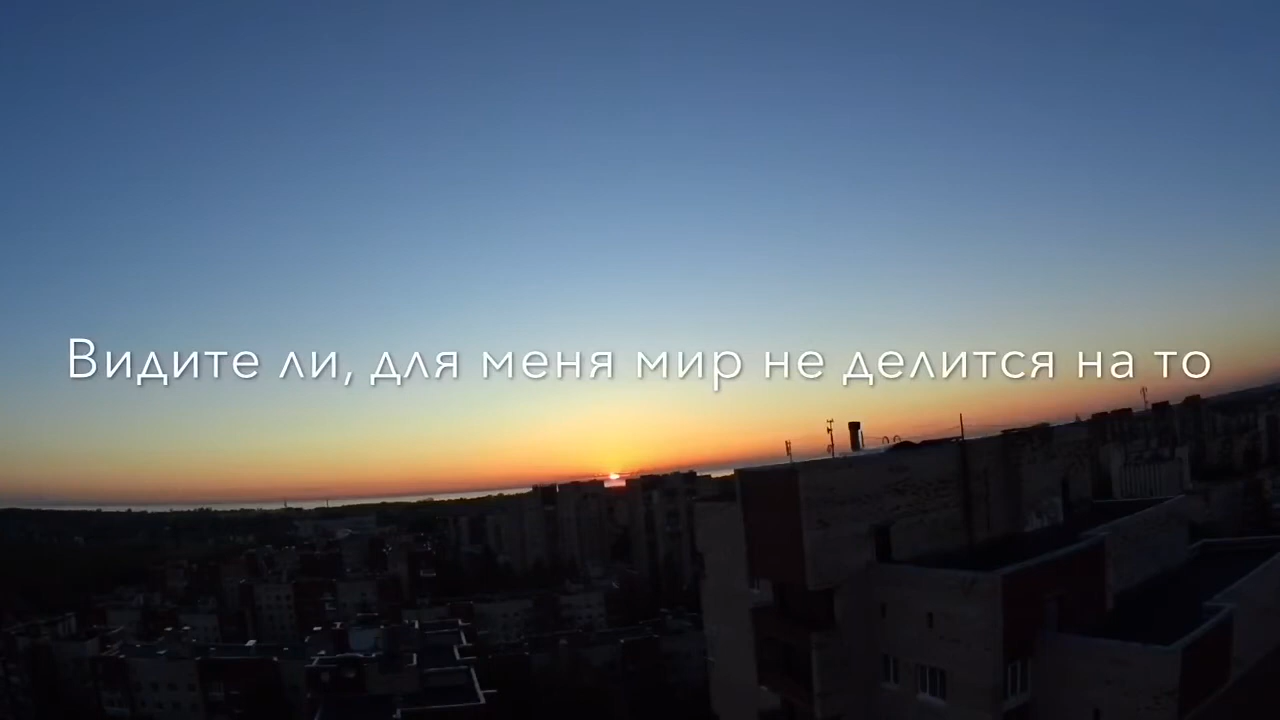 Видите ли, для меня мир не делится на то